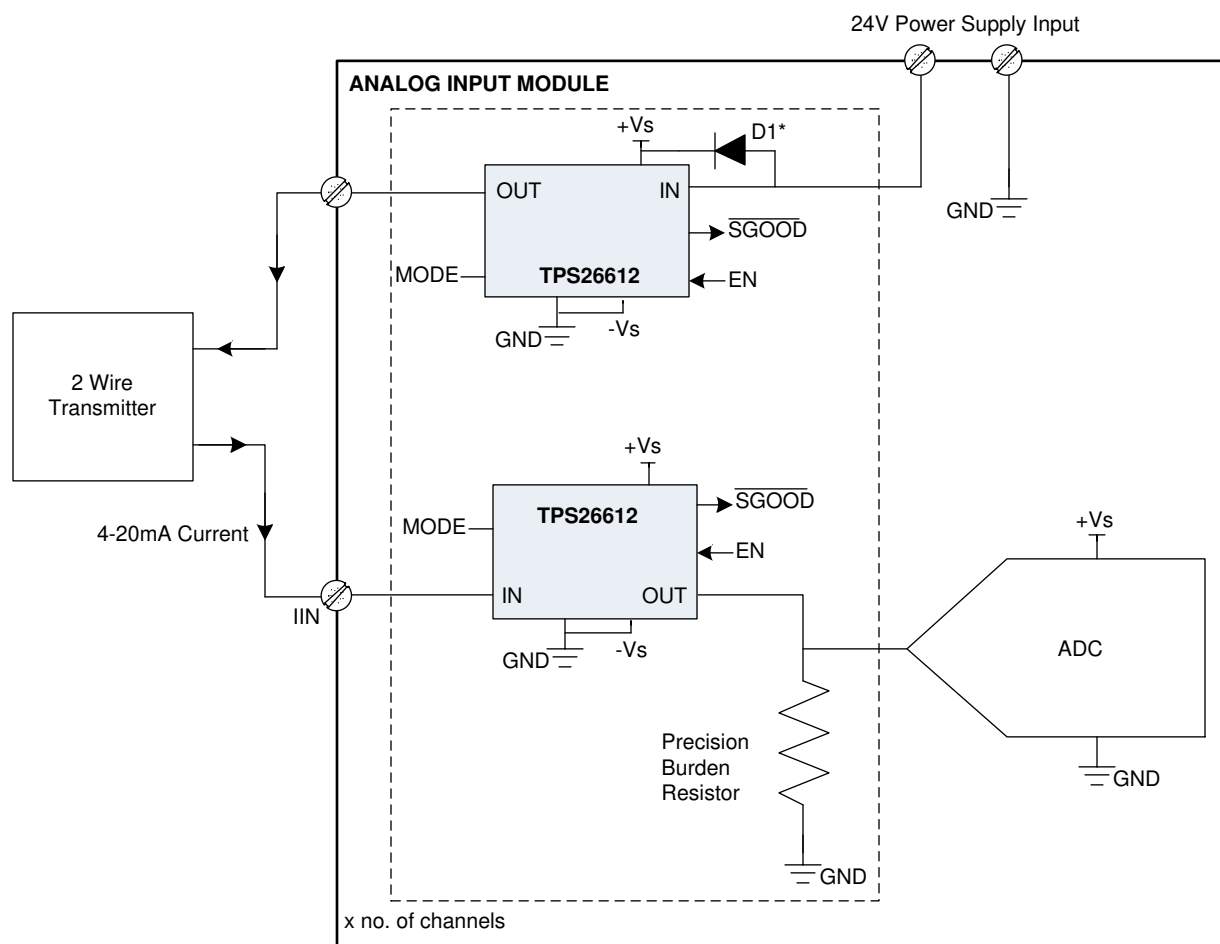 24V Power Supply Input
ANALOG INPUT MODULE
+Vs
D1*
OUT
IN
GND
SGOOD
MODE
TPS26612
EN
GND
-Vs
2 Wire
Transmitter
+Vs
TPS26612
SGOOD
MODE
EN
4-20mA Current
+Vs
IN
OUT
IIN
GND
-Vs
ADC
Precision
Burden
Resistor
GND
GND
x no. of channels